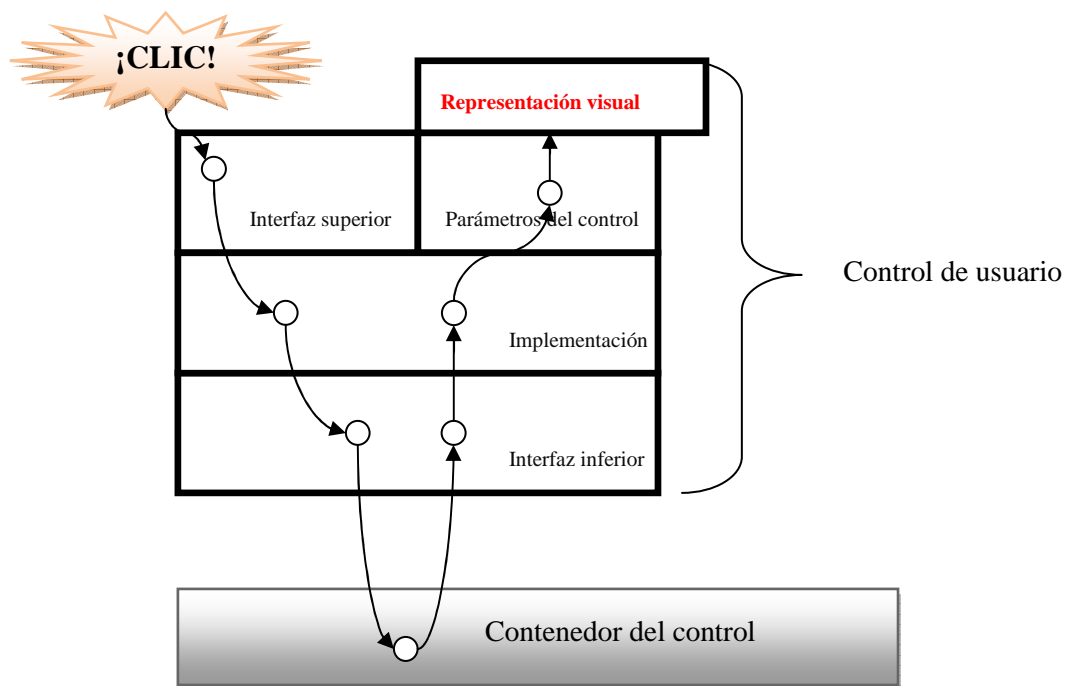 ¡CLIC!
Representación visual
Interfaz superior
Parámetros del control
Control de usuario
Implementación
Interfaz inferior
Contenedor del control